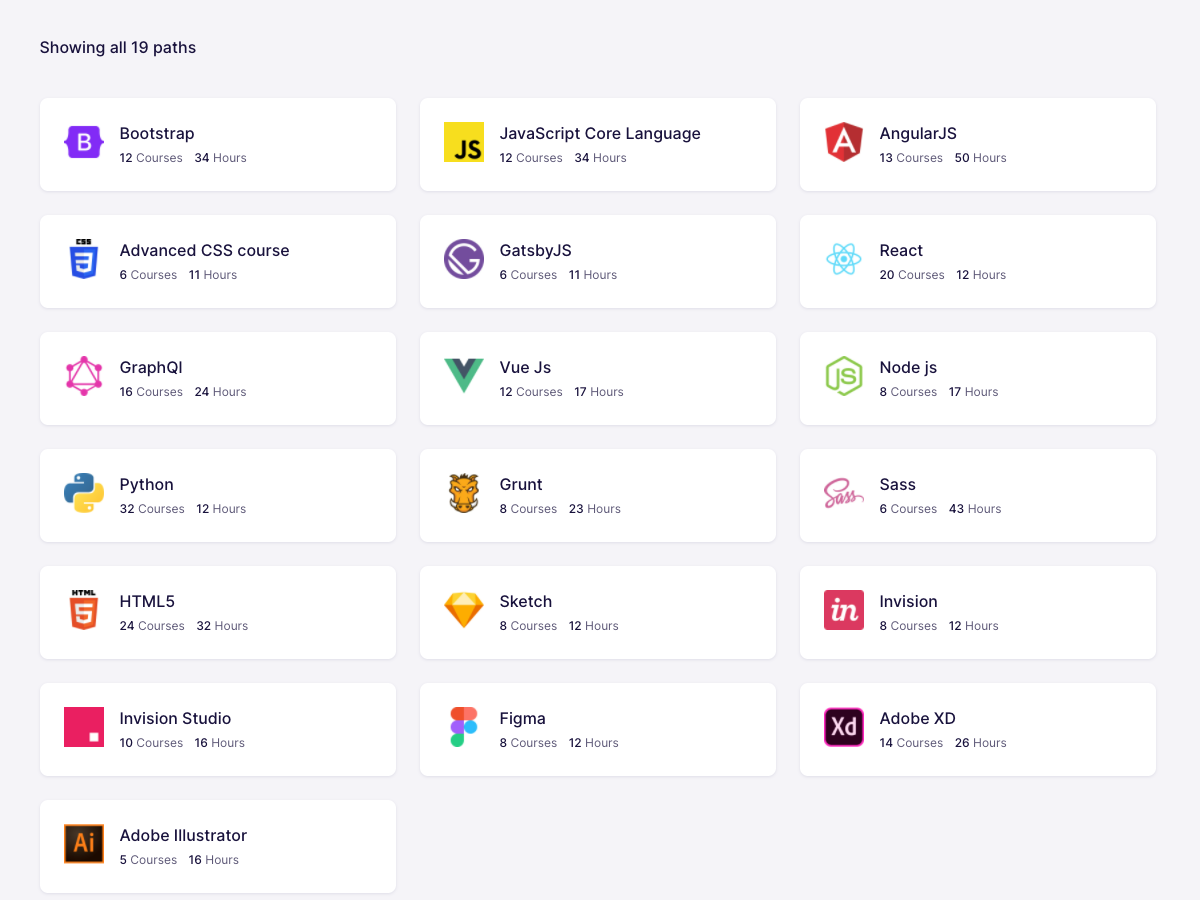 Showing all 19 paths
B
Bootstrap
12 Courses 34 Hours
JS
JavaScript Core Language
12 Courses 34 Hours
A
AngularJS
13 Courses 50 Hours
CSS
3
Advanced CSS course
6 Courses 11 Hours
G
GatsbyJS
6 Courses 11 Hours
React
20 Courses 12 Hours
GraphQl
16 Courses 24 Hours
Vue Js
12 Courses 17 Hours
JS
Node js
8 Courses 17 Hours
Python
32 Courses 12 Hours
Grunt
8 Courses 23 Hours
Sass
Sass
6 Courses 43 Hours
HTML
5
HTML5
24 Courses 32 Hours
Sketch
8 Courses 12 Hours
in
Invision
8 Courses 12 Hours
Invision Studio
10 Courses 16 Hours
Figma
8 Courses 12 Hours
Xd
Adobe XD
14 Courses 26 Hours
Ai
Adobe Illustrator
5 Courses 16 Hours